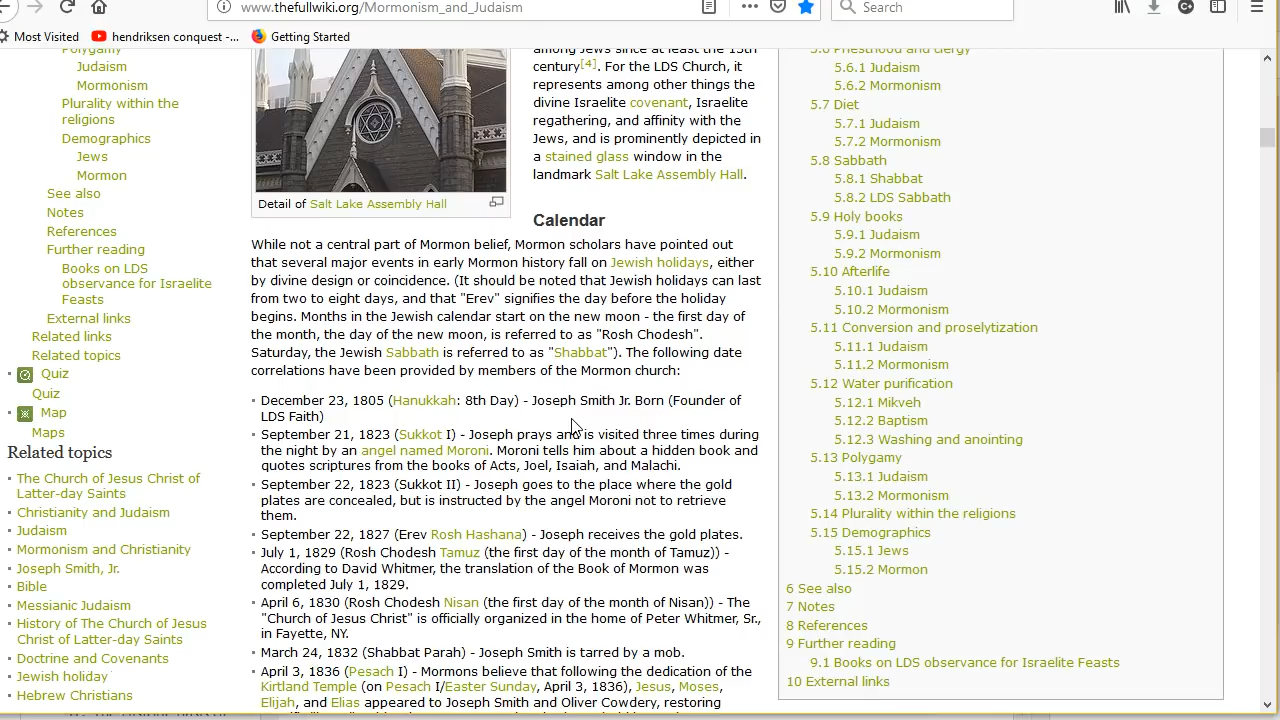 www.thefullwiki.org/Mormonism_and_Judaism
Search
Most Visited
henriksen conquest -...
Getting Started
Polygamy
Judaism
Mormonism
Plurality within the
religions
Demographics
Jews
Mormon
See also
Notes
References
Further reading
Books on LDS
observance for Israelite
Feasts
External links
Related links
Related topics
Quiz
Quiz
Map
Maps
Related topics
The Church of Jesus Christ of
Latter-day Saints
Christianity and Judaism
Judaism
Mormonism and Christianity
Joseph Smith, Jr.
Bible
Messianic Judaism
History of The Church of Jesus
Christ of Latter-day Saints
Doctrine and Convenants
Jewish holiday
Hebrew Christians
Detail of Salt Lake Assembly Hall
among Jews since at least the 15th
century[4]. For the LDS Church, it
represents among other things the
divine Israelite covenant, Israelite
regathering, and affinity with the
Jews, and is prominently depicted in
a stained glass window in the
landmark Salt Lake Assembly Hall.
Calendar
While not a central part of Mormon belief, Mormon scholars have pointed out
that several major events in early Mormon history fall on Jewish holidays, either
by divine design or coincidence. (It should be noted that Jewish holidays can last
from two to eight days, and that "Erev" signifies the day before the holiday
begins. Months in the Jewish calendar start on the new moon - the first day of
the month, the day of the new moon, is referred to as "Rosh Chodesh".
Saturday, the Jewish Sabbath is referred to as "Shabbat"). The following date
correlations have been provided by members of the Mormon church:
December 23, 1805 (Hanukkah: 8th Day) - Joseph Smith Jr. Born (Founder of
LDS Faith)
September 21, 1823 (Sukkot I) - Joseph prays and is visited three times during
the night by an angel named Moroni. Moroni tells him about a hidden book and
quotes scriptures from the books of Acts, Joel, Isaiah, and Malachi.
September 22, 1823 (Sukkot II) - Joseph goes to the place where the gold
plates are concealed, but is instructed by the angel Moroni not to retrieve
them.
September 22, 1827 (Erev Rosh Hashana) - Joseph receives the gold plates.
July 1, 1829 (Rosh Chodesh Tamuz (the first day of the month of Tamuz)) -
According to David Whitmer, the translation of the Book of Mormon was
completed July 1, 1829.
April 6, 1830 (Rosh Chodesh Nisan (the first day of the month of Nisan)) - The
"Church of Jesus Christ" is officially organized in the home of Peter Whitmer, Sr.,
in Fayette, NY.
March 24, 1832 (Shabbat Parah) - Joseph Smith is tarred by a mob.
April 3, 1836 (Pesach I) - Mormons believe that following the dedication of the
Kirtland Temple (on Pesach I/Easter Sunday, April 3, 1836), Jesus, Moses,
Elijah, and Elias appeared to Joseph Smith and Oliver Cowdery, restoring
5.6 Priesthood and clergy
5.6.1 Judaism
5.6.2 Mormonism
5.7 Diet
5.7.1 Judaism
5.7.2 Mormonism
5.8 Sabbath
5.8.1 Shabbat
5.8.2 LDS Sabbath
5.9 Holy books
5.9.1 Judaism
5.9.2 Mormonism
5.10 Afterlife
5.10.1 Judaism
5.10.2 Mormonism
5.11 Conversion and proselytization
5.11.1 Judaism
5.11.2 Mormonism
5.12 Water purification
5.12.1 Mikveh
5.12.2 Baptism
5.12.3 Washing and anointing
5.13 Polygamy
5.13.1 Judaism
5.13.2 Mormonism
5.14 Plurality within the religions
5.15 Demographics
5.15.1 Jews
5.15.2 Mormon
6 See also
7 Notes
8 References
9 Further reading
9.1 Books on LDS observance for Israelite Feasts
10 External links